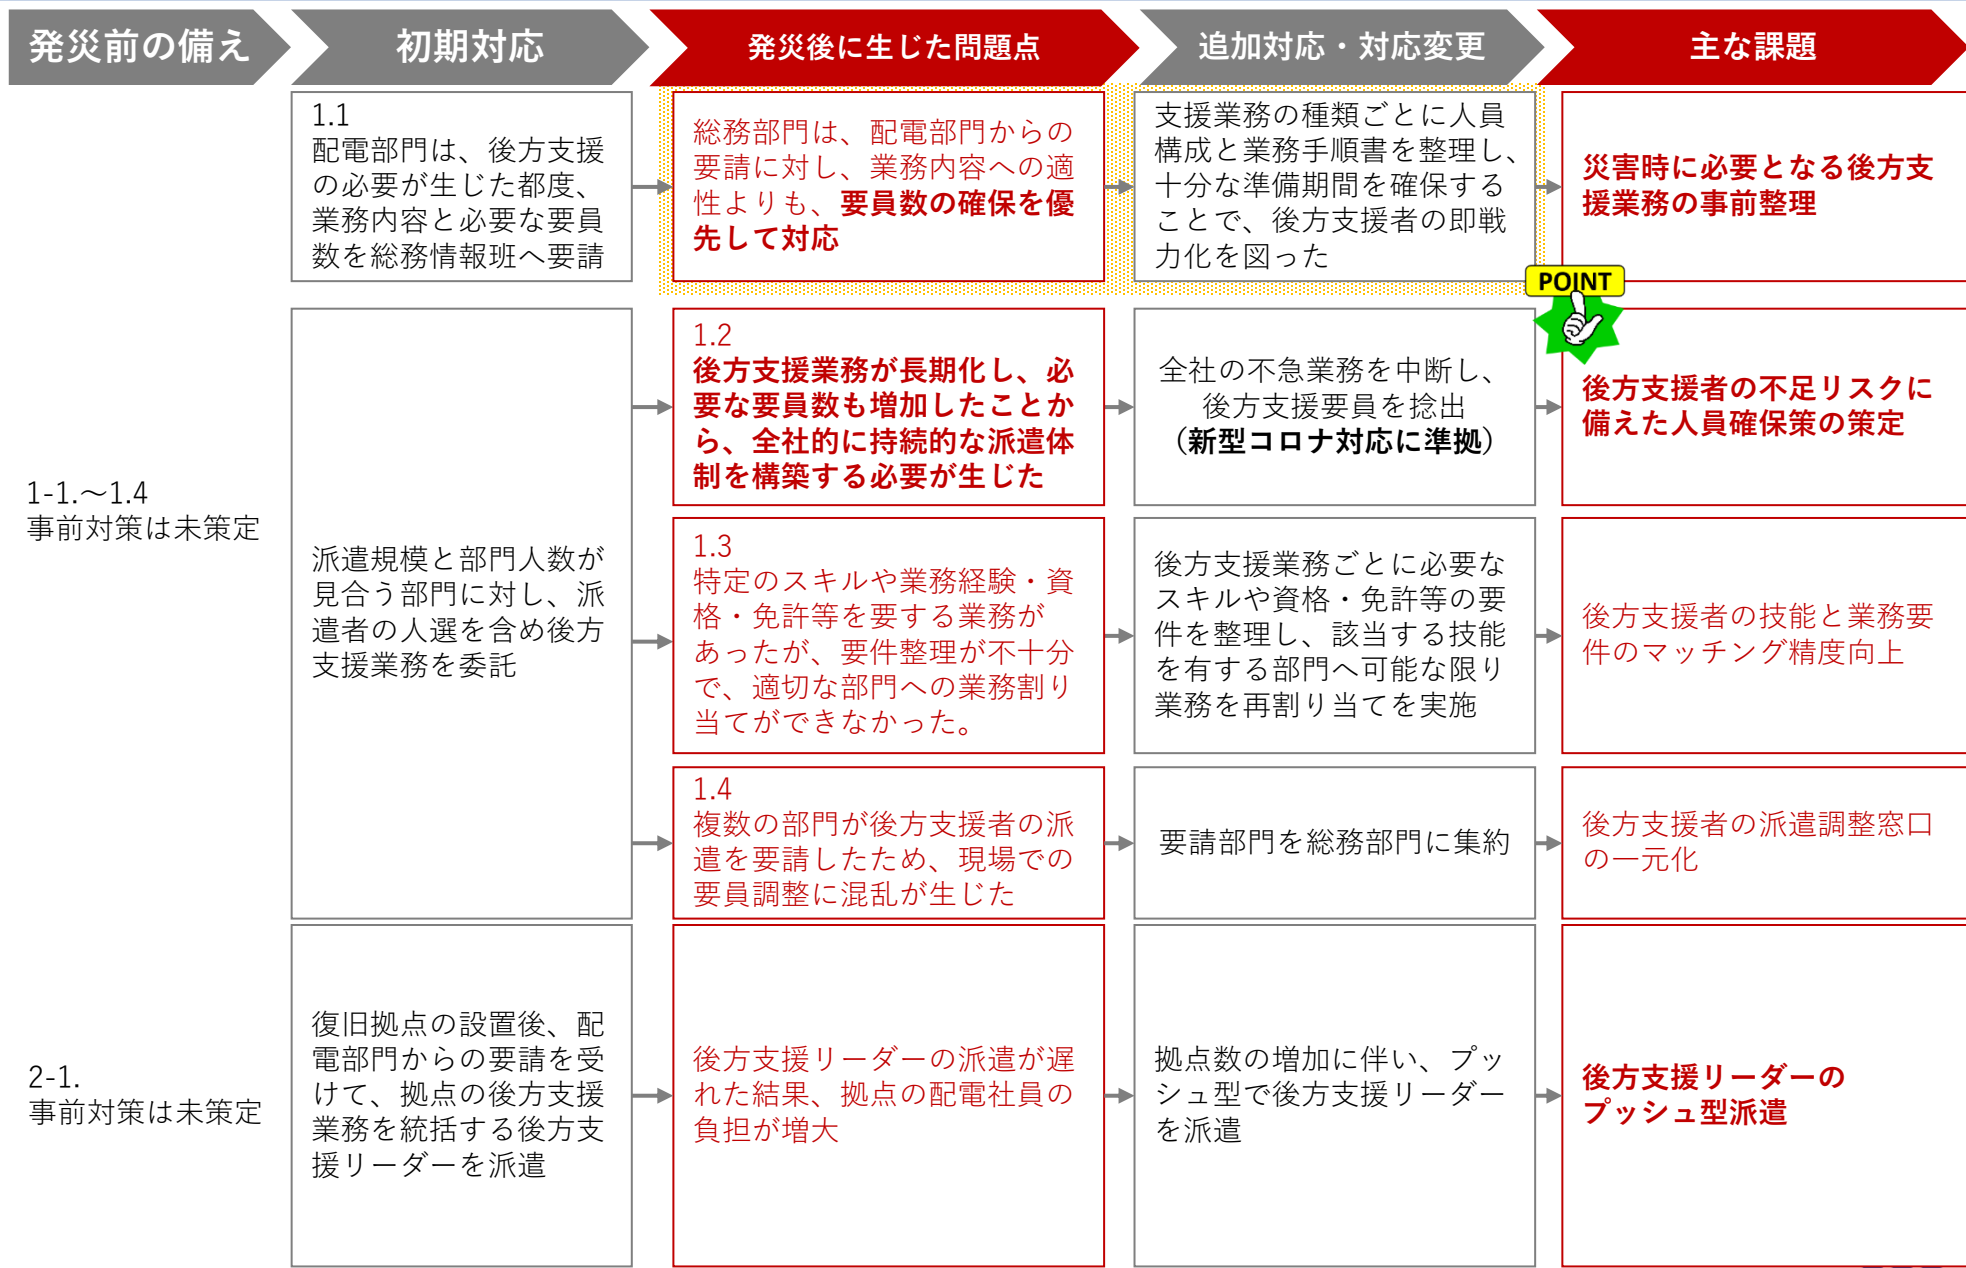 発災前の備え
初期対応
発災後に生じた問題点
追加対応・対応変更
主な課題
1-1.～1.4
事前対策は未策定
1.1
配電部門は、後方支援
の必要が生じた都度、
業務内容と必要な要員
数を総務情報班へ要請
総務部門は、配電部門からの
要請に対し、業務内容への適
性よりも、要員数の確保を優
先して対応
支援業務の種類ごとに人員
構成と業務手順書を整理し、
十分な準備期間を確保する
ことで、後方支援者の即戦
力化を図った
災害時に必要となる後方支
援業務の事前整理
POINT
派遣規模と部門人数が
見合う部門に対し、派
遣者の人選を含め後方
支援業務を委託
1.2
後方支援業務が長期化し、必
要な要員数も増加したことか
ら、全社的に持続的な派遣体
制を構築する必要が生じた
全社の不急業務を中断し、
後方支援要員を捻出
（新型コロナ対応に準拠）
後方支援者の不足リスクに
備えた人員確保策の策定
1.3
特定のスキルや業務経験・資
格・免許等を要する業務が
あったが、要件整理が不十分
で、適切な部門への業務割り
当てができなかった。
後方支援業務ごとに必要な
スキルや資格・免許等の要
件を整理し、該当する技能
を有する部門へ可能な限り
業務を再割り当てを実施
後方支援者の技能と業務要
件のマッチング精度向上
1.4
複数の部門が後方支援者の派
遣を要請したため、現場での
要員調整に混乱が生じた
要請部門を総務部門に集約
後方支援者の派遣調整窓口
の一元化
2-1.
事前対策は未策定
復旧拠点の設置後、配
電部門からの要請を受
けて、拠点の後方支援
業務を統括する後方支
援リーダーを派遣
後方支援リーダーの派遣が遅
れた結果、拠点の配電社員の
負担が増大
拠点数の増加に伴い、プッ
シュ型で後方支援リーダー
を派遣
後方支援リーダーの
プッシュ型派遣